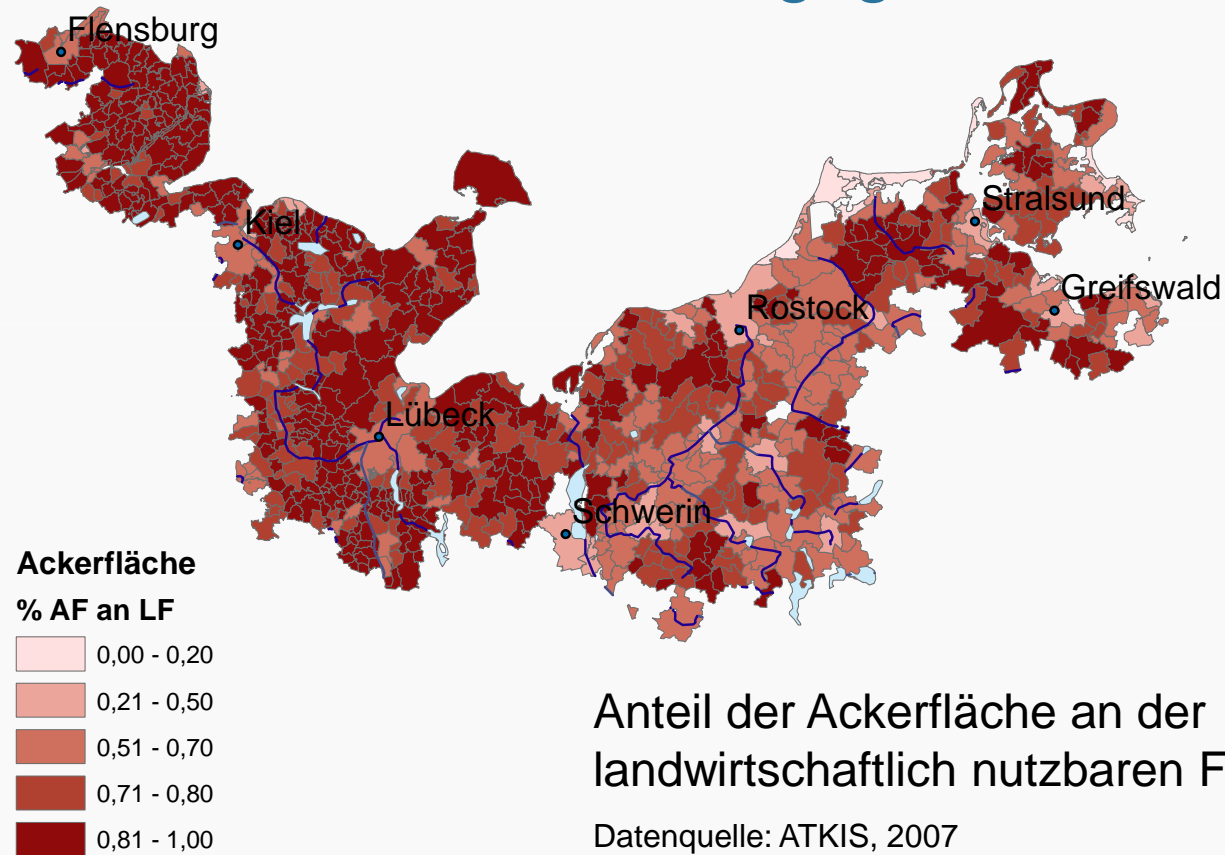 Flensburg
Kiel
Stralsund
Greifswald
Rostock
Lübeck
Schwerin
Ackerfläche
% AF an LF
0,00 - 0,20
0,21 - 0,50
0,51 - 0,70
0,71 - 0,80
0,81 - 1,00
Anteil der Ackerfläche an der
landwirtschaftlich nutzbaren F
Datenquelle: ATKIS, 2007